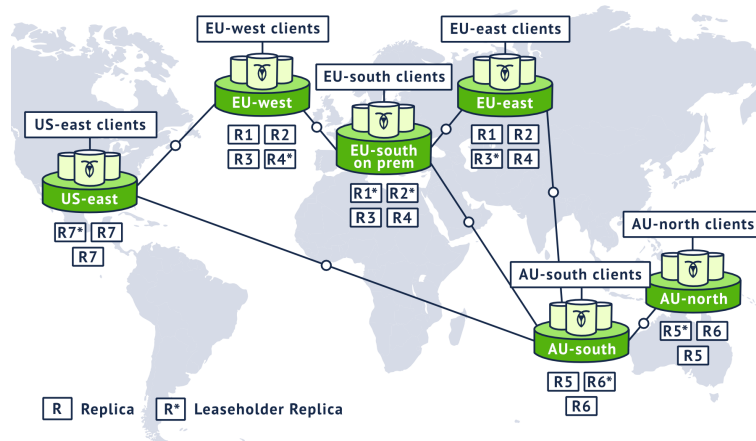 EU-west clients
EU-east clients
EU-south clients
US-east clients
EU-west
EU-east
R1 R2
R3 R4*
EU-south
on prem
R1 R2
R3* R4
US-east
R1* R2*
R3 R4
R7* R7
R7
AU-north clients
AU-south clients
AU-north
R5* R6
R5
AU-south
R5 R6*
R6
R Replica R* Leaseholder Replica